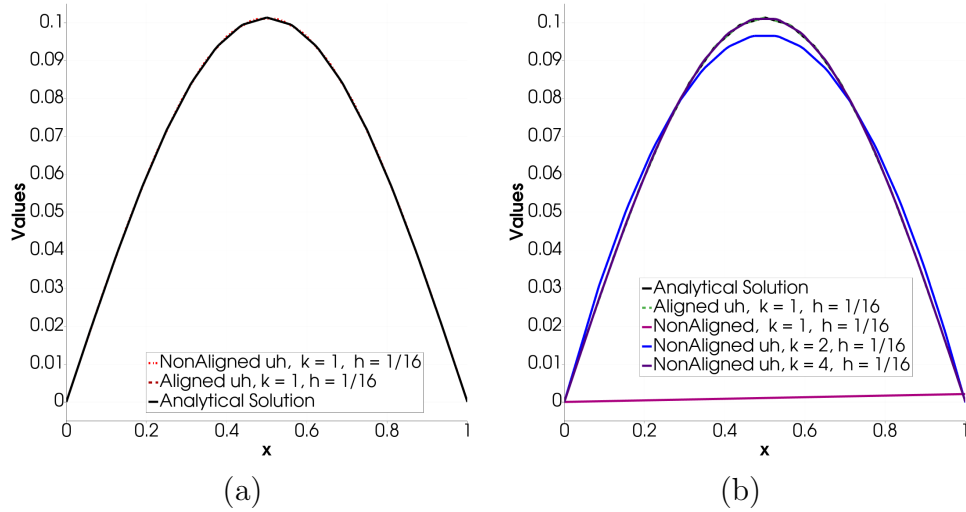 0.1
0.09
0.08
0.07
0.06
0.05
0.04
0.03
0.02
0.01
0
Values
NonAligned uh, k = 1, h = 1/16
Aligned uh, k = 1, h = 1/16
Analytical Solution
0 0.2 0.4 0.6 0.8 1
x
(a)
0.1
0.09
0.08
0.07
0.06
0.05
0.04
0.03
0.02
0.01
0
Values
Analytical Solution
Aligned uh, k = 1, h = 1/16
NonAligned, k = 1, h = 1/16
NonAligned uh, k = 2, h = 1/16
NonAligned uh, k = 4, h = 1/16
0 0.2 0.4 0.6 0.8 1
x
(b)